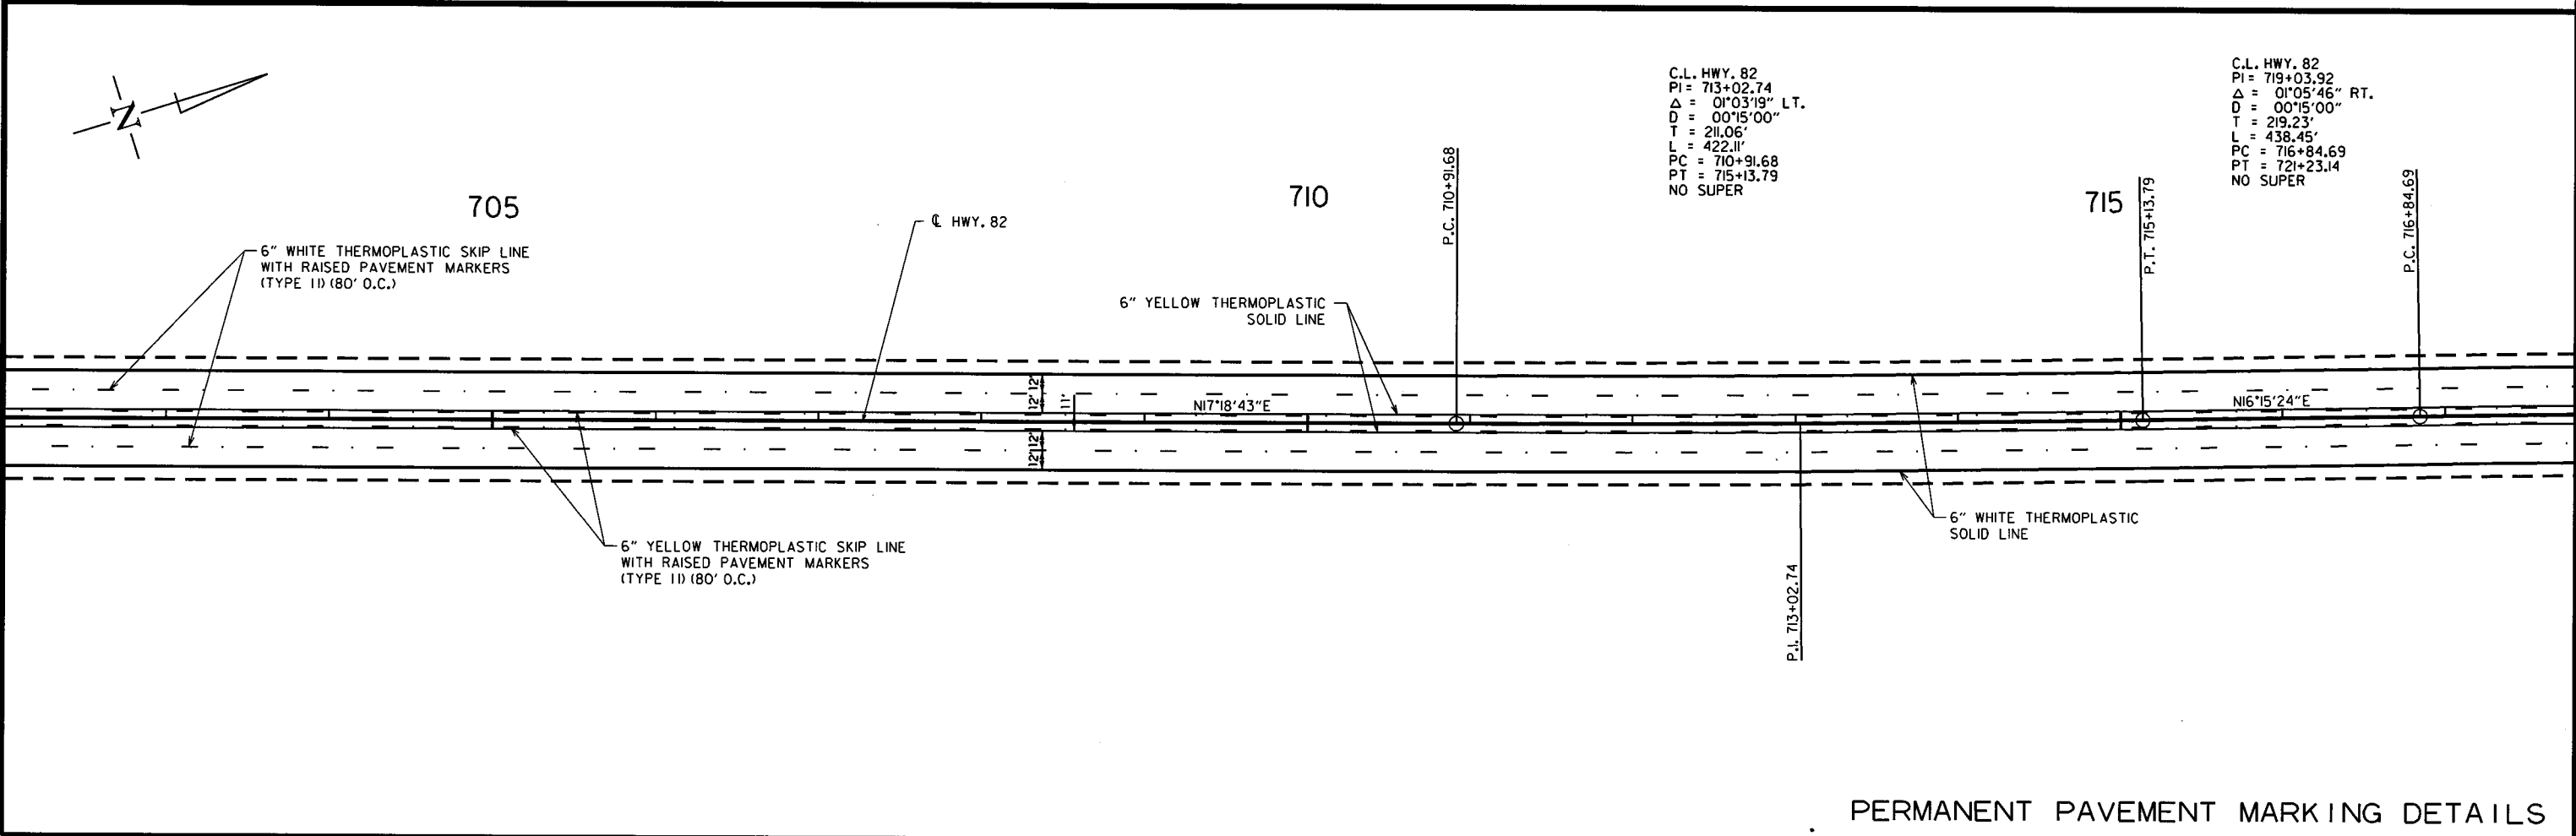 N
705
6" WHITE THERMOPLASTIC SKIP LINE
WITH RAISED PAVEMENT MARKERS
(TYPE II) (80' O.C.)
℄ HWY. 82
710
6" YELLOW THERMOPLASTIC
SOLID LINE
P.C. 710+91.68
C.L. HWY. 82
PI = 713+02.74
Δ = 01°03'19" LT.
D = 00°15'00"
T = 211.06'
L = 422.11'
PC = 710+91.68
PT = 715+13.79
NO SUPER
715
P.T. 715+13.79
C.L. HWY. 82
PI = 719+03.92
Δ = 01°05'46" RT.
D = 00°15'00"
T = 219.23'
L = 438.45'
PC = 716+84.69
PT = 721+23.14
NO SUPER
P.C. 716+84.69
12' 12'
11'
N17°18'43"E
N16°15'24"E
12' 12'
6" YELLOW THERMOPLASTIC SKIP LINE
WITH RAISED PAVEMENT MARKERS
(TYPE II) (80' O.C.)
P.I. 713+02.74
6" WHITE THERMOPLASTIC
SOLID LINE
PERMANENT PAVEMENT MARKING DETAILS